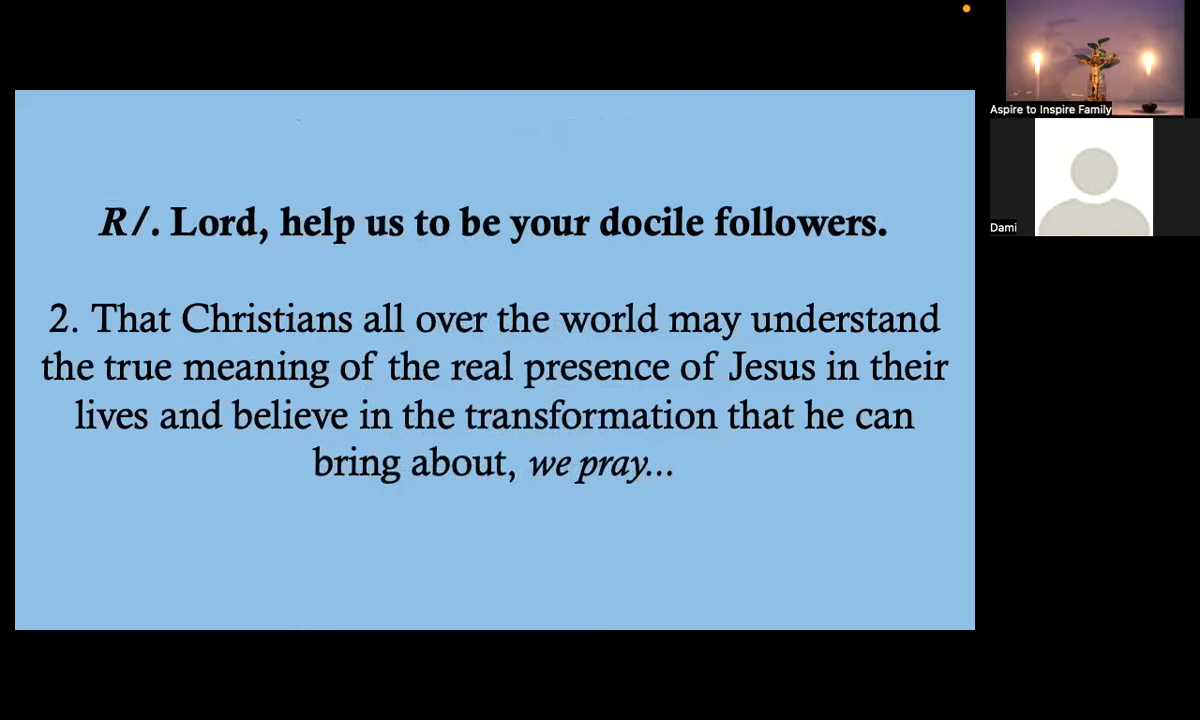 R/. Lord, help us to be your docile followers.
2. That Christians all over the world may understand
the true meaning of the real presence of Jesus in their
lives and believe in the transformation that he can
bring about, we pray...
Aspire to Inspire Family
Dami